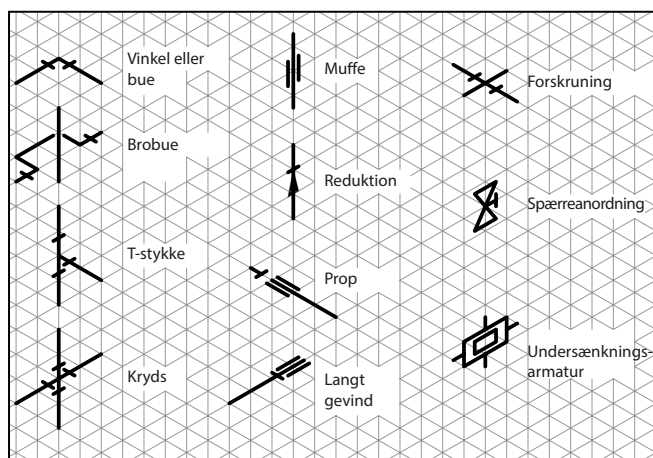 Vinkel eller
bue
Brobue
T-stykke
Kryds
Muffe
Reduktion
Prop
Langt
gevind
Forskruning
Spærreanordning
Undersænknings-
armatur